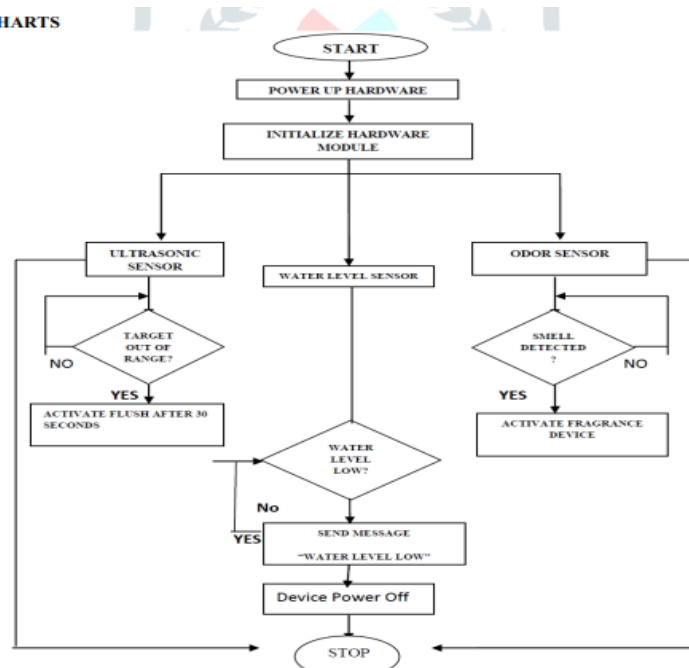 HARTS
START
POWER UP HARDWARE
INITIALIZE HARDWARE
MODULE
ULTRASONIC
SENSOR
WATER LEVEL SENSOR
ODOR SENSOR
TARGET
OUT OF
RANGE?
NO
YES
ACTIVATE FLUSH AFTER 30
SECONDS
SMELL
DETECTED
?
NO
YES
ACTIVATE FRAGRANCE
DEVICE
WATER
LEVEL
LOW?
No
YES
SEND MESSAGE
“WATER LEVEL LOW”
Device Power Off
STOP